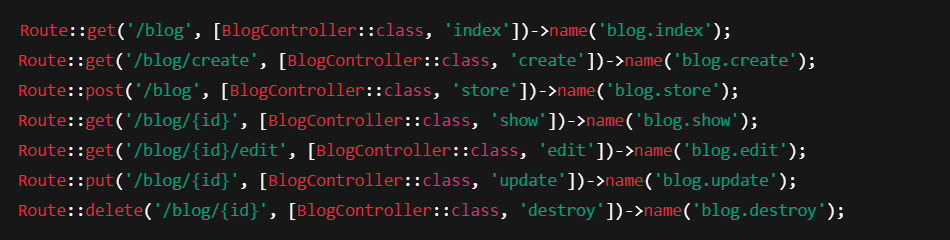 Route::get('/blog', [BlogController::class, 'index'])->name('blog.index');
Route::get('/blog/create', [BlogController::class, 'create'])->name('blog.create');
Route::post('/blog', [BlogController::class, 'store'])->name('blog.store');
Route::get('/blog/{id}', [BlogController::class, 'show'])->name('blog.show');
Route::get('/blog/{id}/edit', [BlogController::class, 'edit'])->name('blog.edit');
Route::put('/blog/{id}', [BlogController::class, 'update'])->name('blog.update');
Route::delete('/blog/{id}', [BlogController::class, 'destroy'])->name('blog.destroy');